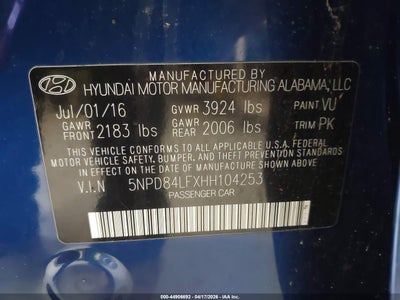 MANUFACTURED BY
HYUNDAI MOTOR MANUFACTURING ALABAMA, LLC
Jul/01/16 GVWR 3924 lbs PAINT VU
GAWR FRONT 2183 lbs GAWR REAR 2006 lbs TRIM PK
THIS VEHICLE CONFORMS TO ALL APPLICABLE U.S.A. FEDERAL
MOTOR VEHICLE SAFETY, BUMPER, AND THEFT PREVENTION
STANDARDS IN EFFECT ON THE DATE OF MANUFACTURE SHOWN ABOVE.
V.I.N 5NPD84LFXHH104253
PASSENGER CAR
DD-44906692 - 04/17/2026 - IAA, Inc.